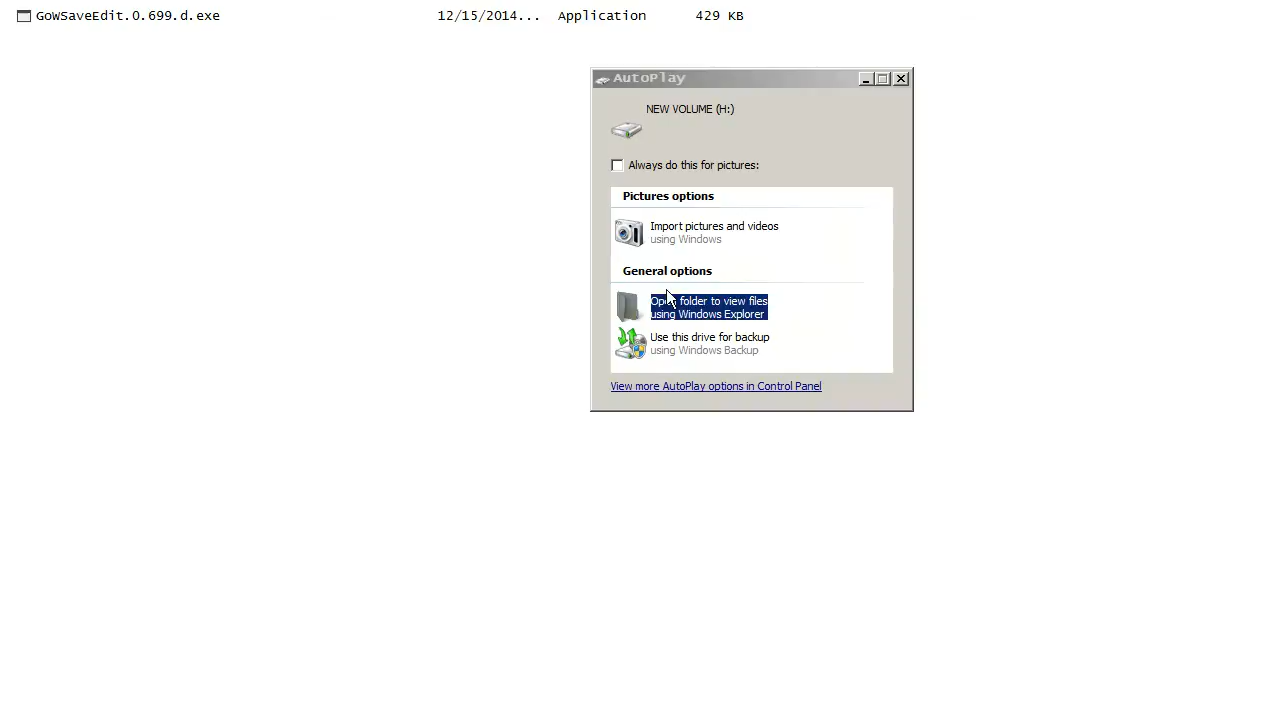 GoWSaveEdit.0.699.d.exe 12/15/2014... Application 429 KB
AutoPlay
NEW VOLUME (H:)
Always do this for pictures:
Pictures options
Import pictures and videos
using Windows
General options
Open folder to view files
using Windows Explorer
Use this drive for backup
using Windows Backup
View more AutoPlay options in Control Panel